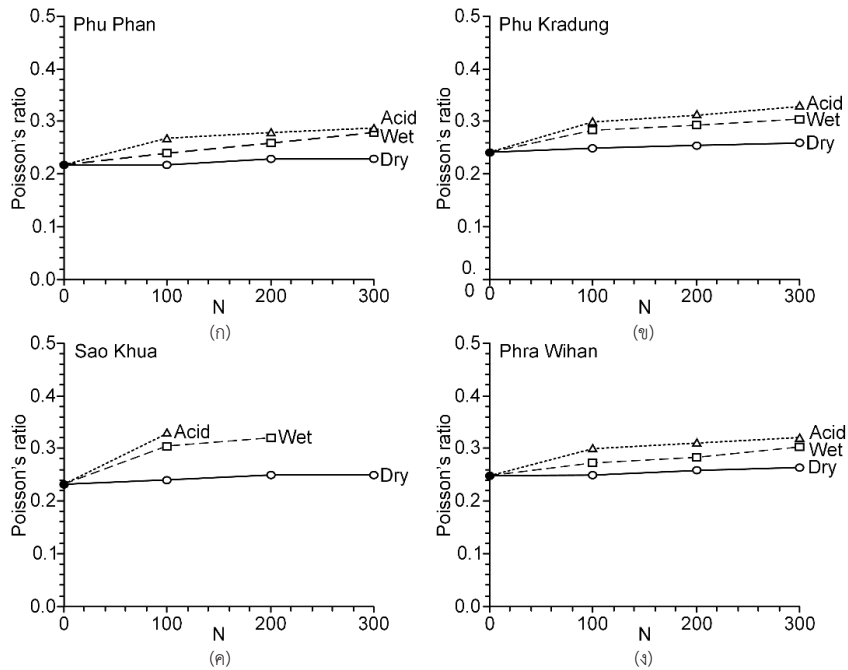 Phu Phan
0.5
0.4
0.3
0.2
0.1
0.0
Poisson's ratio
Acid
Wet
Dry
0 100 200 300
N
(ก)
Phu Kradung
0.5
0.4
0.3
0.2
0.1
0.
0
Poisson's ratio
Acid
Wet
Dry
0 100 200 300
N
(ข)
Sao Khua
0.5
0.4
0.3
0.2
0.1
0.0
Poisson's ratio
Acid
Wet
Dry
0 100 200 300
N
(ค)
Phra Wihan
0.5
0.4
0.3
0.2
0.1
0.0
Poisson's ratio
Acid
Wet
Dry
0 100 200 300
N
(ง)